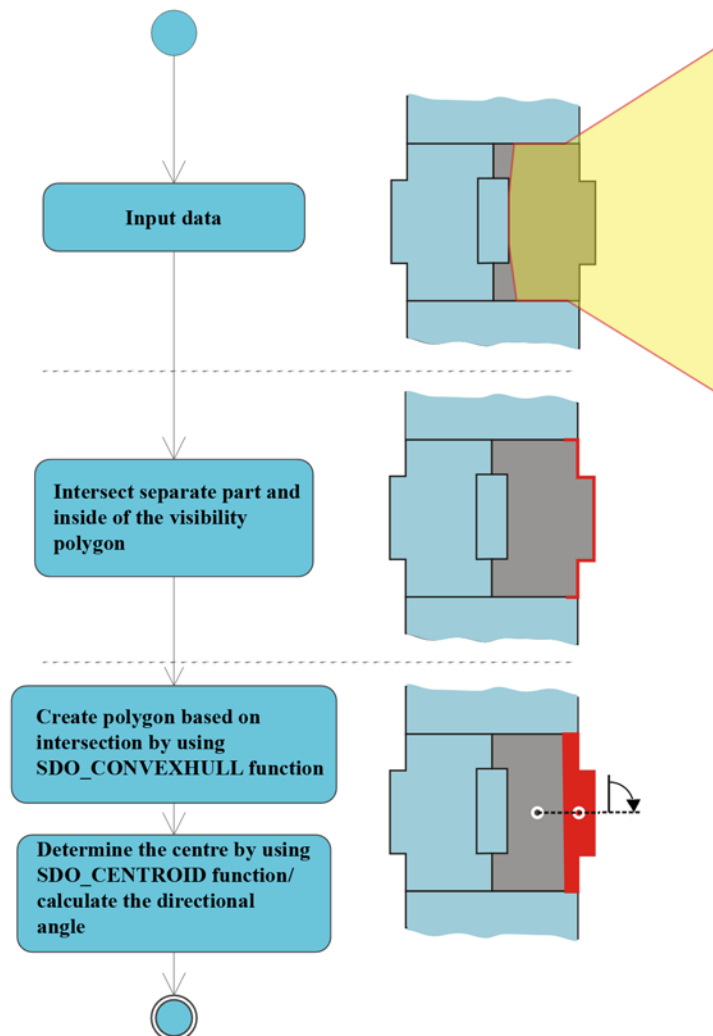 Input data
Intersect separate part and
inside of the visibility
polygon
Create polygon based on
intersection by using
SDO_CONVEXHULL function
Determine the centre by using
SDO_CENTROID function/
calculate the directional
angle